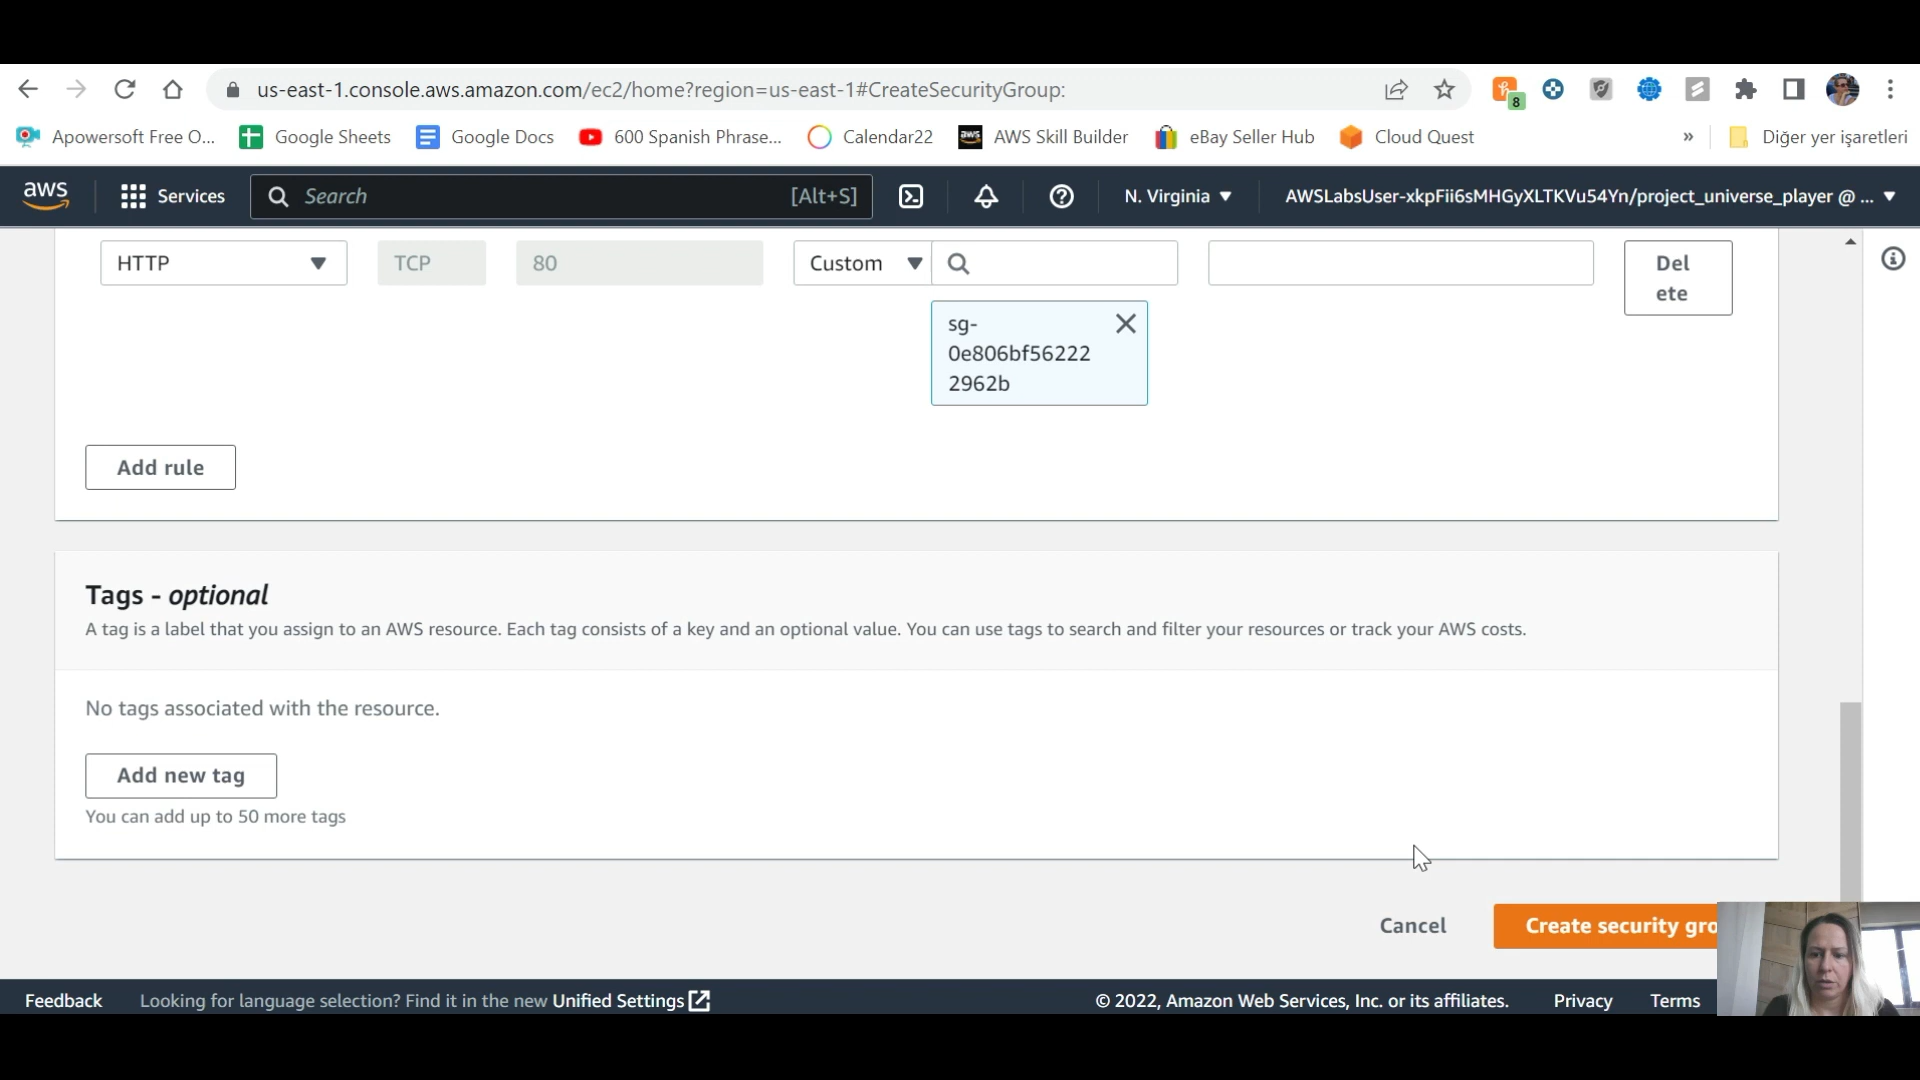 us-east-1.console.aws.amazon.com/ec2/home?region=us-east-1#CreateSecurityGroup:
8
Apowersoft Free O... Google Sheets Google Docs 600 Spanish Phrase... Calendar22 aws AWS Skill Builder eBay Seller Hub Cloud Quest » Diğer yer işaretleri
aws Services Search [Alt+S] N. Virginia AWSLabsUser-xkpFii6sMHGyXLTKVu54Yn/project_universe_player @ ...
HTTP TCP 80 Custom Del
ete
sg-
0e806bf56222
2962b
Add rule
Tags - optional
A tag is a label that you assign to an AWS resource. Each tag consists of a key and an optional value. You can use tags to search and filter your resources or track your AWS costs.
No tags associated with the resource.
Add new tag
You can add up to 50 more tags
Cancel Create security gro
Feedback Looking for language selection? Find it in the new Unified Settings © 2022, Amazon Web Services, Inc. or its affiliates. Privacy Terms